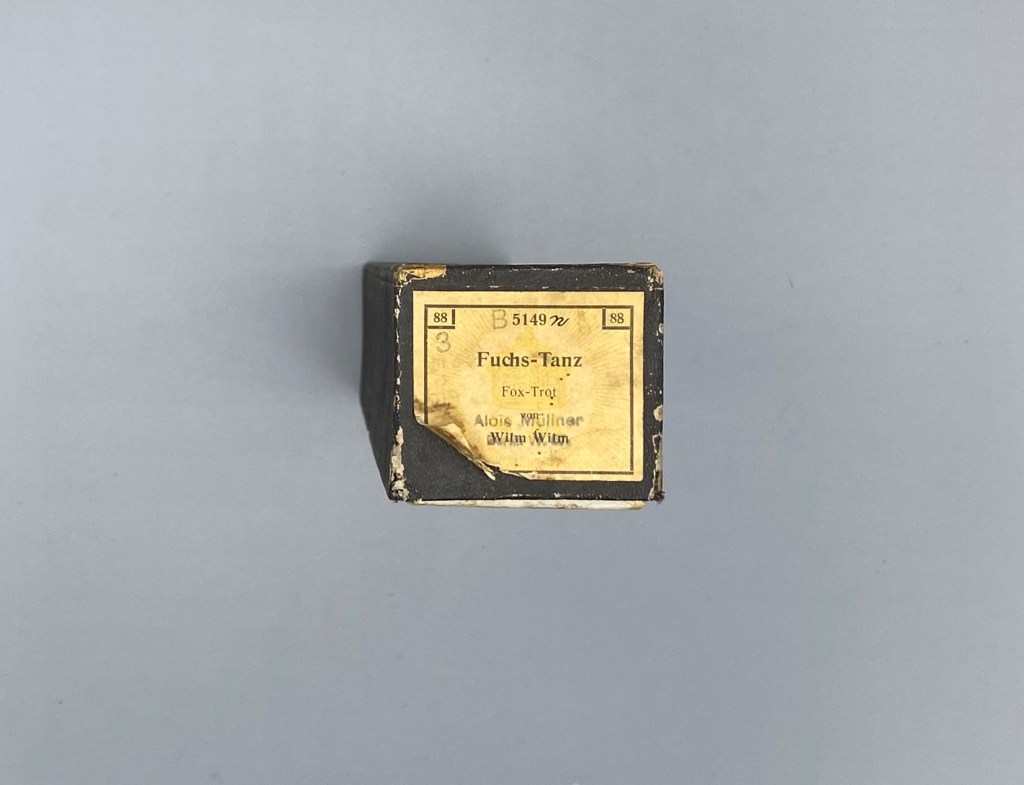 88 B 5149 n 88
3
Fuchs-Tanz
Fox-Trot
von
Alois Müllner
Wilm Wilm